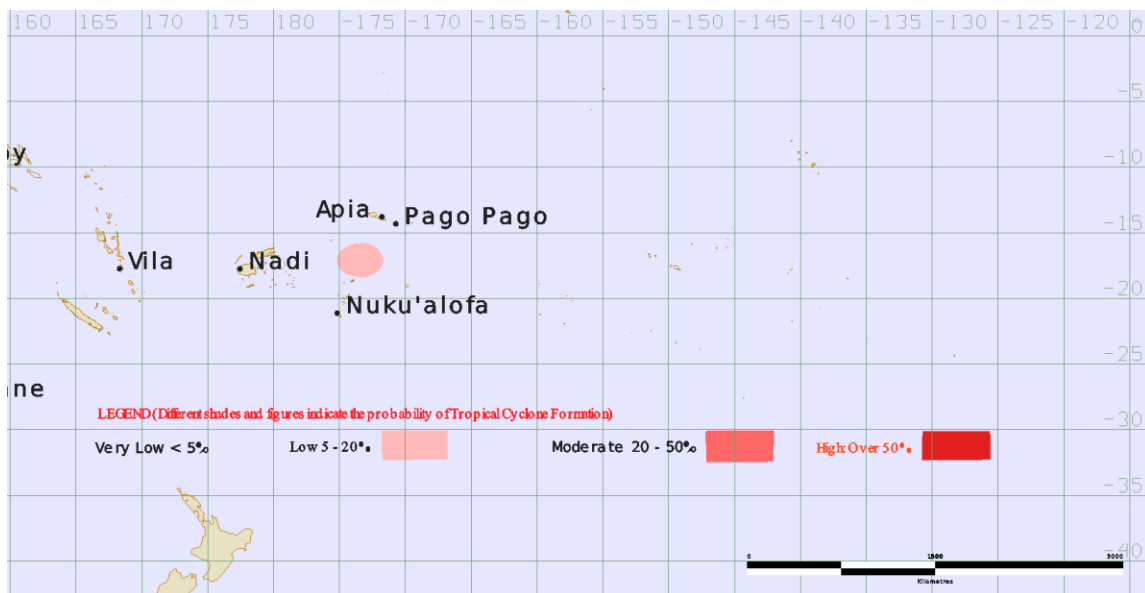 160 165 170 175 180 -175 -170 -165 -160 -155 -150 -145 -140 -135 -130 -125 -120
0
-5
-10
Apia
Pago Pago
-15
Vila
Nadi
-20
Nuku'alofa
-25
ne
LEGEND(Different shades and figures indicate the probability of Tropical Cyclone Formation)
-30
Very Low < 5% Low 5 - 20% Moderate 20 - 50% High: Over 50%
-35
-40
0 1500 3000
Kilometres